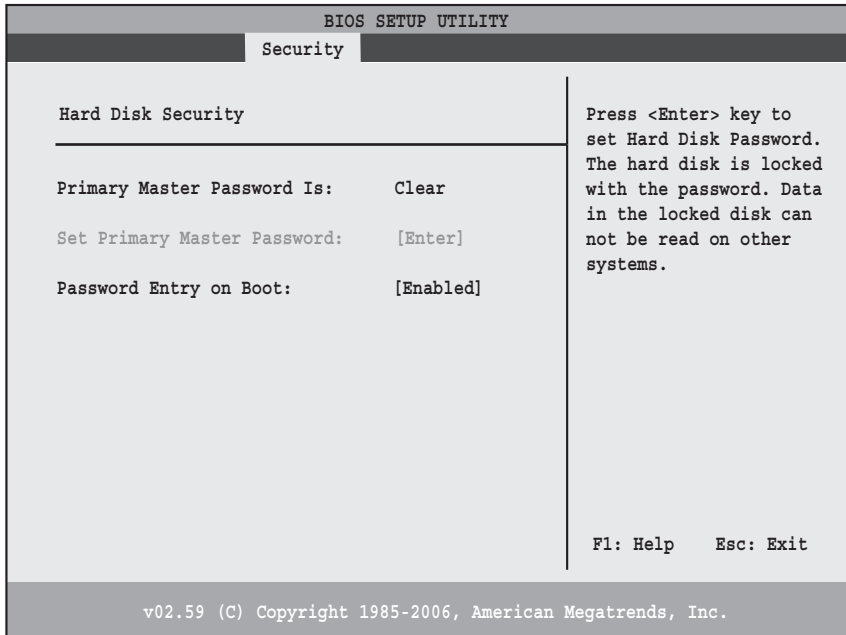 BIOS SETUP UTILITY
Security
Hard Disk Security
Primary Master Password Is: Clear
Set Primary Master Password: [Enter]
Password Entry on Boot: [Enabled]
Press <Enter> key to
set Hard Disk Password.
The hard disk is locked
with the password. Data
in the locked disk can
not be read on other
systems.
F1: Help Esc: Exit
v02.59 (C) Copyright 1985-2006, American Megatrends, Inc.